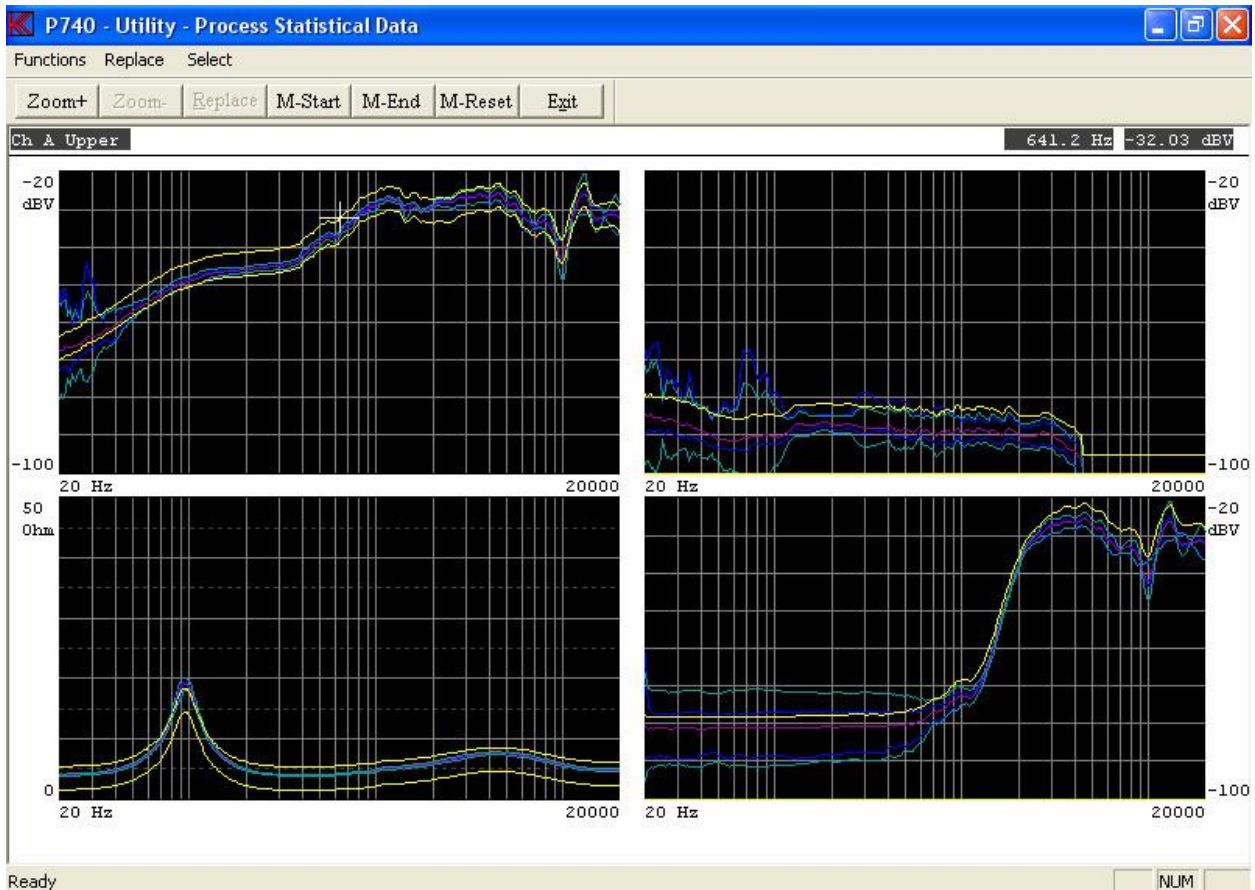 P740 - Utility - Process Statistical Data
Functions Replace Select
Zoom+ Zoom- Replace M-Start M-End M-Reset Exit
Ch A Upper 641.2 Hz -32.03 dBV
-20
dBV
-100
20 Hz 20000
-20
dBV
-100
20 Hz 20000
50
Ohm
0
20 Hz 20000
-20
dBV
-100
20 Hz 20000
Ready NUM